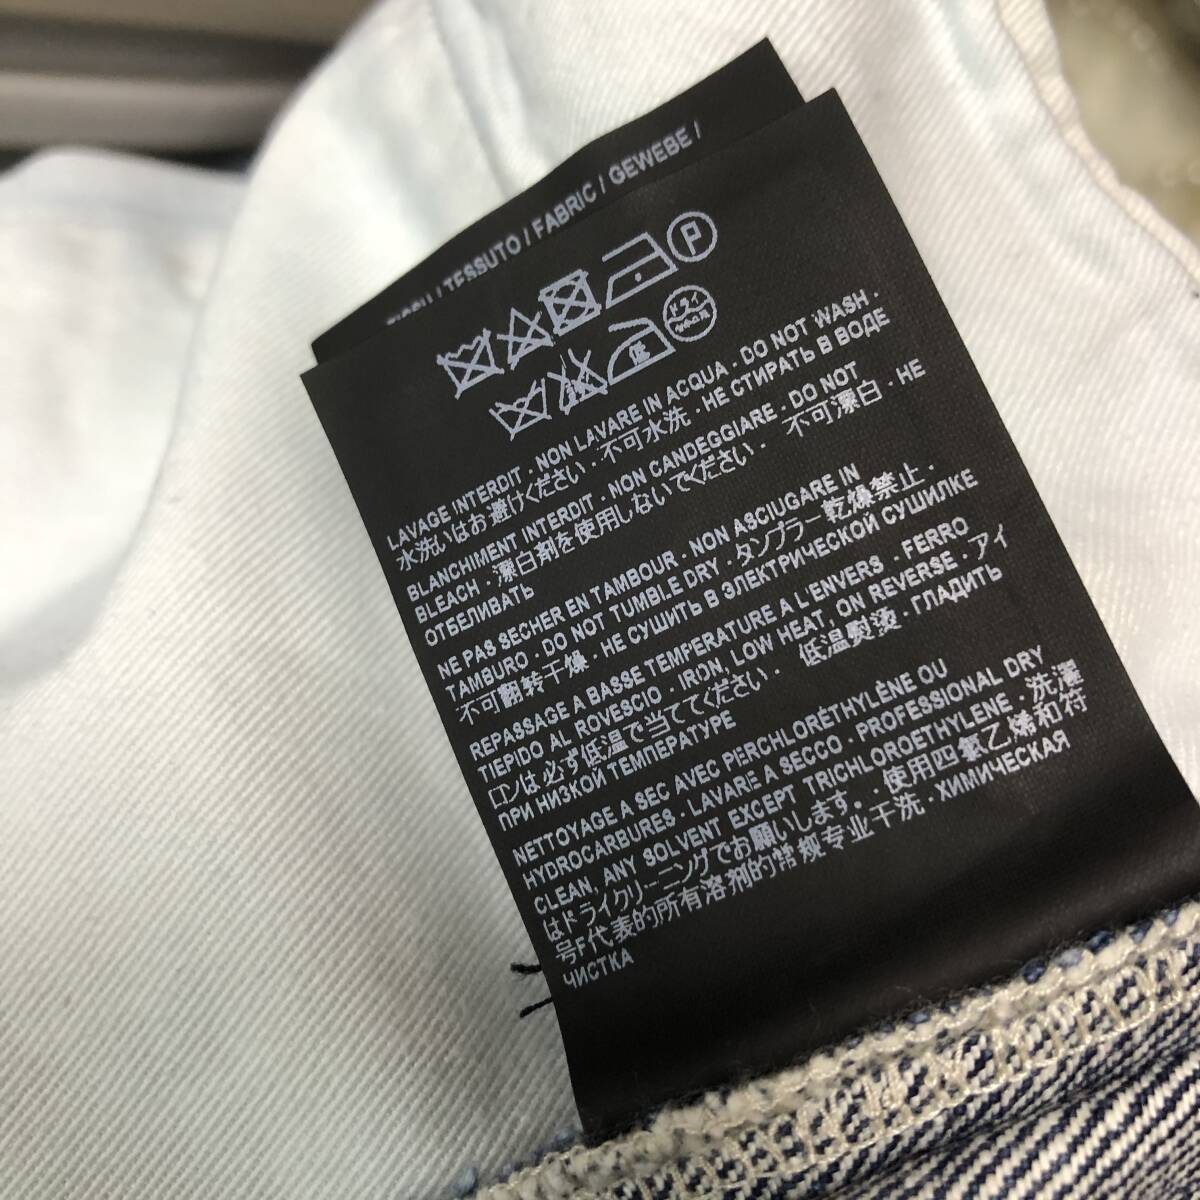 TISSU / TESSUTO / FABRIC / GEWEBE /
P
ドライ
低
LAVAGE INTERDIT · NON LAVARE IN ACQUA · DO NOT WASH ·
水洗いはお避けください · 不可水洗 · НЕ СТИРАТЬ В ВОДЕ
BLANCHIMENT INTERDIT · NON CANDEGGIARE · DO NOT
BLEACH · 漂白剤を使用しないでください · 不可漂白 · НЕ
ОТБЕЛИВАТЬ
NE PAS SECHER EN TAMBOUR · NON ASCIUGARE IN
TAMBURO · DO NOT TUMBLE DRY · タンブラー乾燥禁止 ·
不可翻转干燥 · НЕ СУШИТЬ В ЭЛЕКТРИЧЕСКОЙ СУШИЛКЕ
REPASSAGE A BASSE TEMPERATURE A L'ENVERS · FERRO
TIEPIDO AL ROVESCIO · IRON, LOW HEAT, ON REVERSE · アイ
ロンは必ず低温で当ててください · 低温熨烫 · ГЛАДИТЬ
ПРИ НИЗКОЙ ТЕМПЕРАТУРЕ
NETTOYAGE A SEC AVEC PERCHLORÉTHYLÈNE OU
HYDROCARBURES · LAVARE A SECCO · PROFESSIONAL DRY
CLEAN, ANY SOLVENT EXCEPT TRICHLOROETHYLENE · 洗濯
はドライクリーニングでお願いします。· 使用四氯乙烯和符
号F代表的所有溶剂的常规专业干洗 · ХИМИЧЕСКАЯ
ЧИСТКА